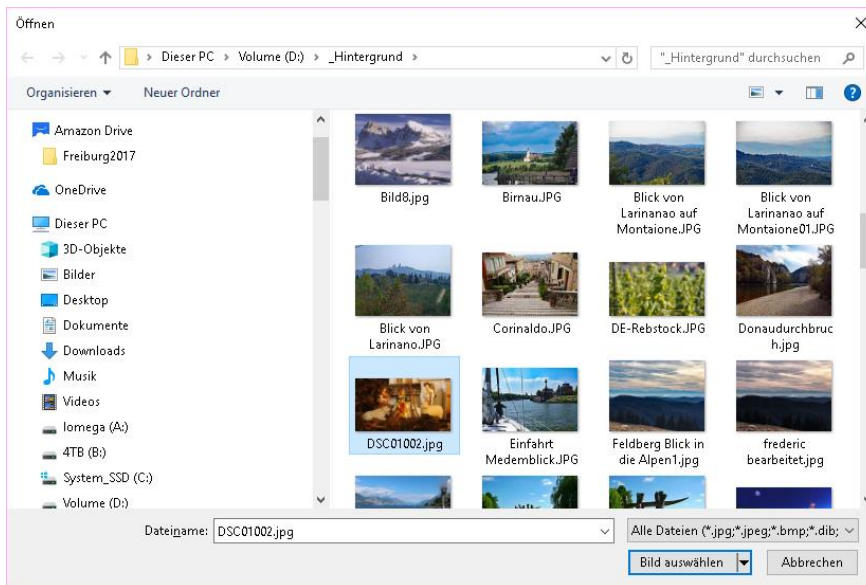 Öffnen
Dieser PC > Volume (D:) > _Hintergrund >
"_Hintergrund" durchsuchen
Organisieren
Neuer Ordner
Amazon Drive
Freiburg2017
OneDrive
Dieser PC
3D-Objekte
Bilder
Desktop
Dokumente
Downloads
Musik
Videos
Iomega (A:)
4TB (B:)
System_SSD (C:)
Volume (D:)
Bild8.jpg
Birnau.JPG
Blick von
Larinanao auf
Montaione.JPG
Blick von
Larinanao auf
Montaione01.JPG
Blick von
Larinano.JPG
Corinaldo.JPG
DE-Rebstock.JPG
Donaudurchbruc
h.jpg
DSC01002.jpg
Einfahrt
Medemblick.JPG
Feldberg Blick in
die Alpen1.jpg
frederic
bearbeitet.jpg
Dateiname:
DSC01002.jpg
Alle Dateien (*.jpg;*.jpeg;*.bmp;*.dib;
Bild auswählen
Abbrechen